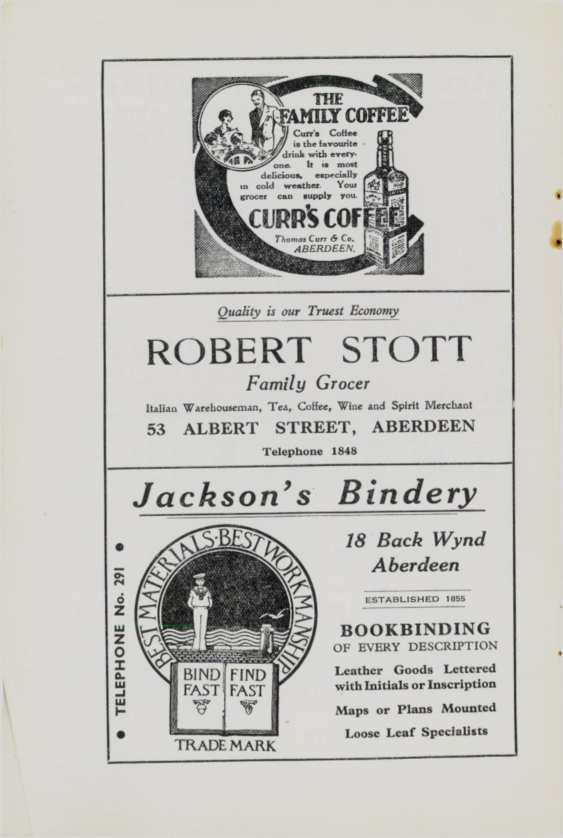 THE
FAMILY COFFEE
Curr's Coffee
is the favourite
drink with every-
one. It is most
delicious, especially
in cold weather. Your
grocer can supply you.
CURR'S COFFEE
Thomas Curr & Co.
ABERDEEN.
Quality is our Truest Economy
ROBERT STOTT
Family Grocer
Italian Warehouseman, Tea, Coffee, Wine and Spirit Merchant
53 ALBERT STREET, ABERDEEN
Telephone 1848
Jackson's Bindery
TELEPHONE No. 291
BEST MATERIALS·BEST WORKMANSHIP
BIND FIND
FAST FAST
TRADE MARK
18 Back Wynd
Aberdeen
ESTABLISHED 1855
BOOKBINDING
OF EVERY DESCRIPTION
Leather Goods Lettered
with Initials or Inscription
Maps or Plans Mounted
Loose Leaf Specialists